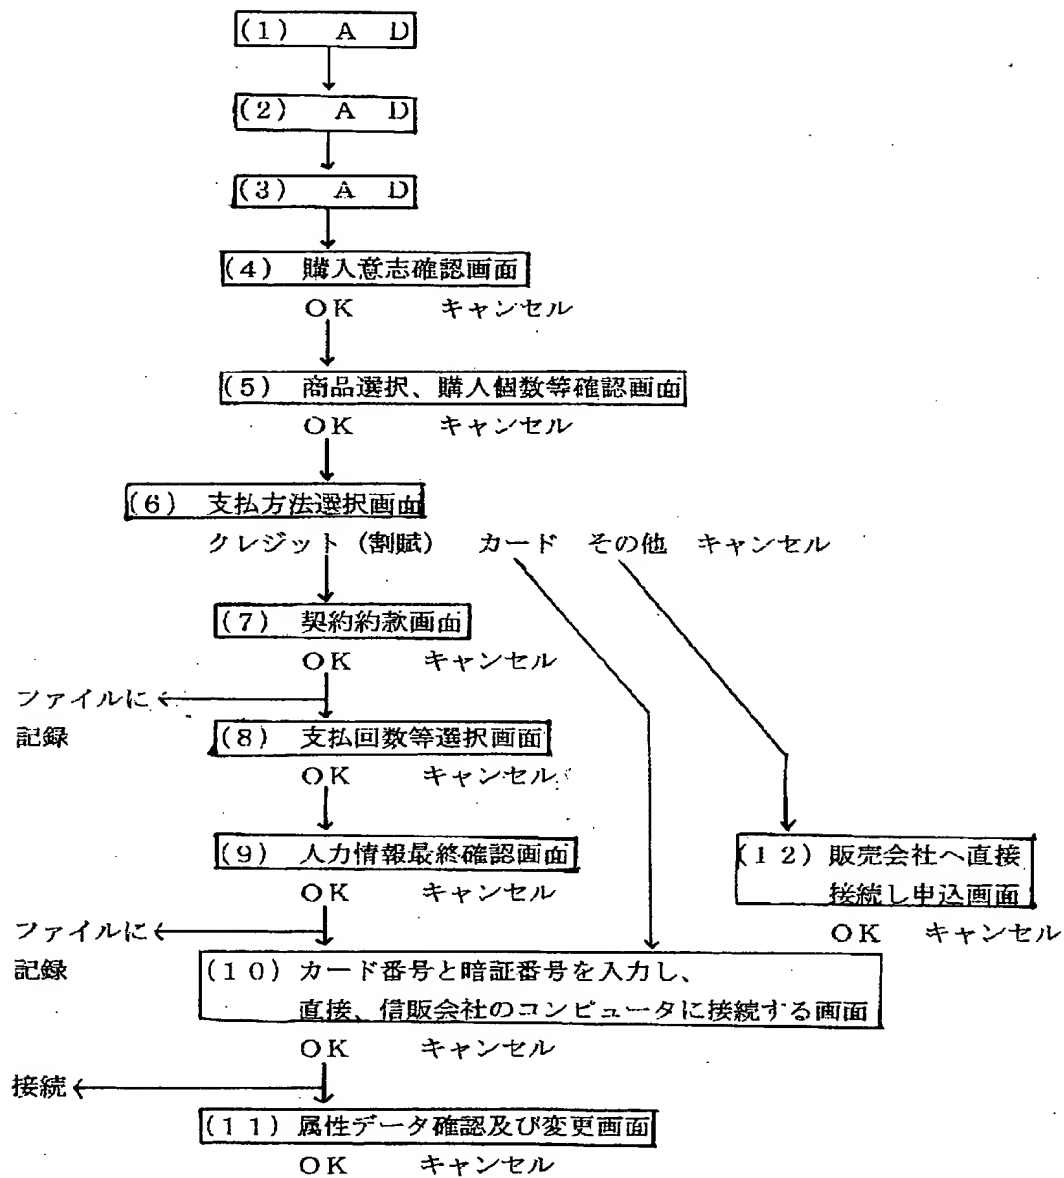 (1) A D
(2) A D
(3) A D
(4) 購入意志確認画面
OK キャンセル
(5) 商品選択、購入個数等確認画面
OK キャンセル
(6) 支払方法選択画面
クレジット(割賦) カード その他 キャンセル
(7) 契約約款画面
OK キャンセル
ファイルに
記録
(8) 支払回数等選択画面
OK キャンセル
(9) 入力情報最終確認画面
OK キャンセル
(12) 販売会社へ直接
接続し申込画面
OK キャンセル
ファイルに
記録
(10) カード番号と暗証番号を入力し、
直接、信販会社のコンピュータに接続する画面
OK キャンセル
接続
(11) 属性データ確認及び変更画面
OK キャンセル